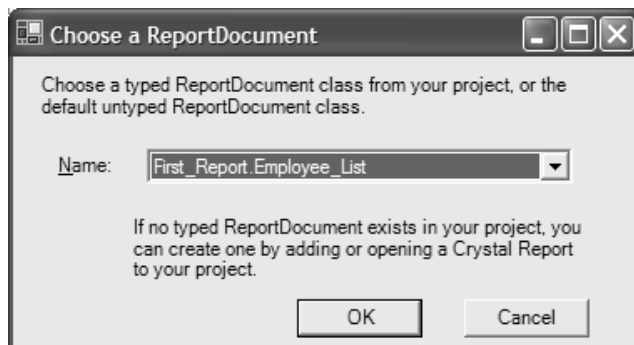 Choose a ReportDocument
Choose a typed ReportDocument class from your project, or the
default untyped ReportDocument class.
Name: First_Report.Employee_List
If no typed ReportDocument exists in your project, you
can create one by adding or opening a Crystal Report
to your project.
OK Cancel